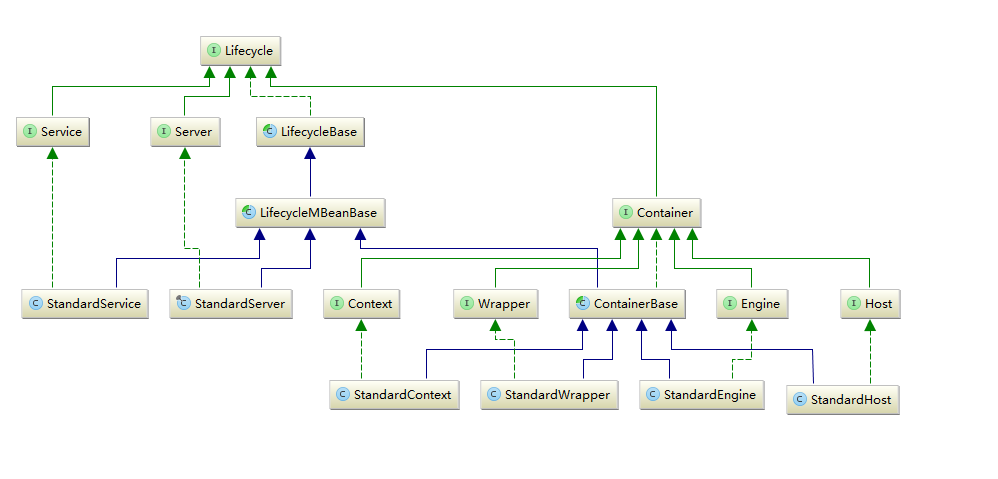 I Lifecycle
I Service
I Server
C LifecycleBase
C LifecycleMBeanBase
I Container
C StandardService
C StandardServer
I Context
I Wrapper
C ContainerBase
I Engine
I Host
C StandardContext
C StandardWrapper
C StandardEngine
C StandardHost